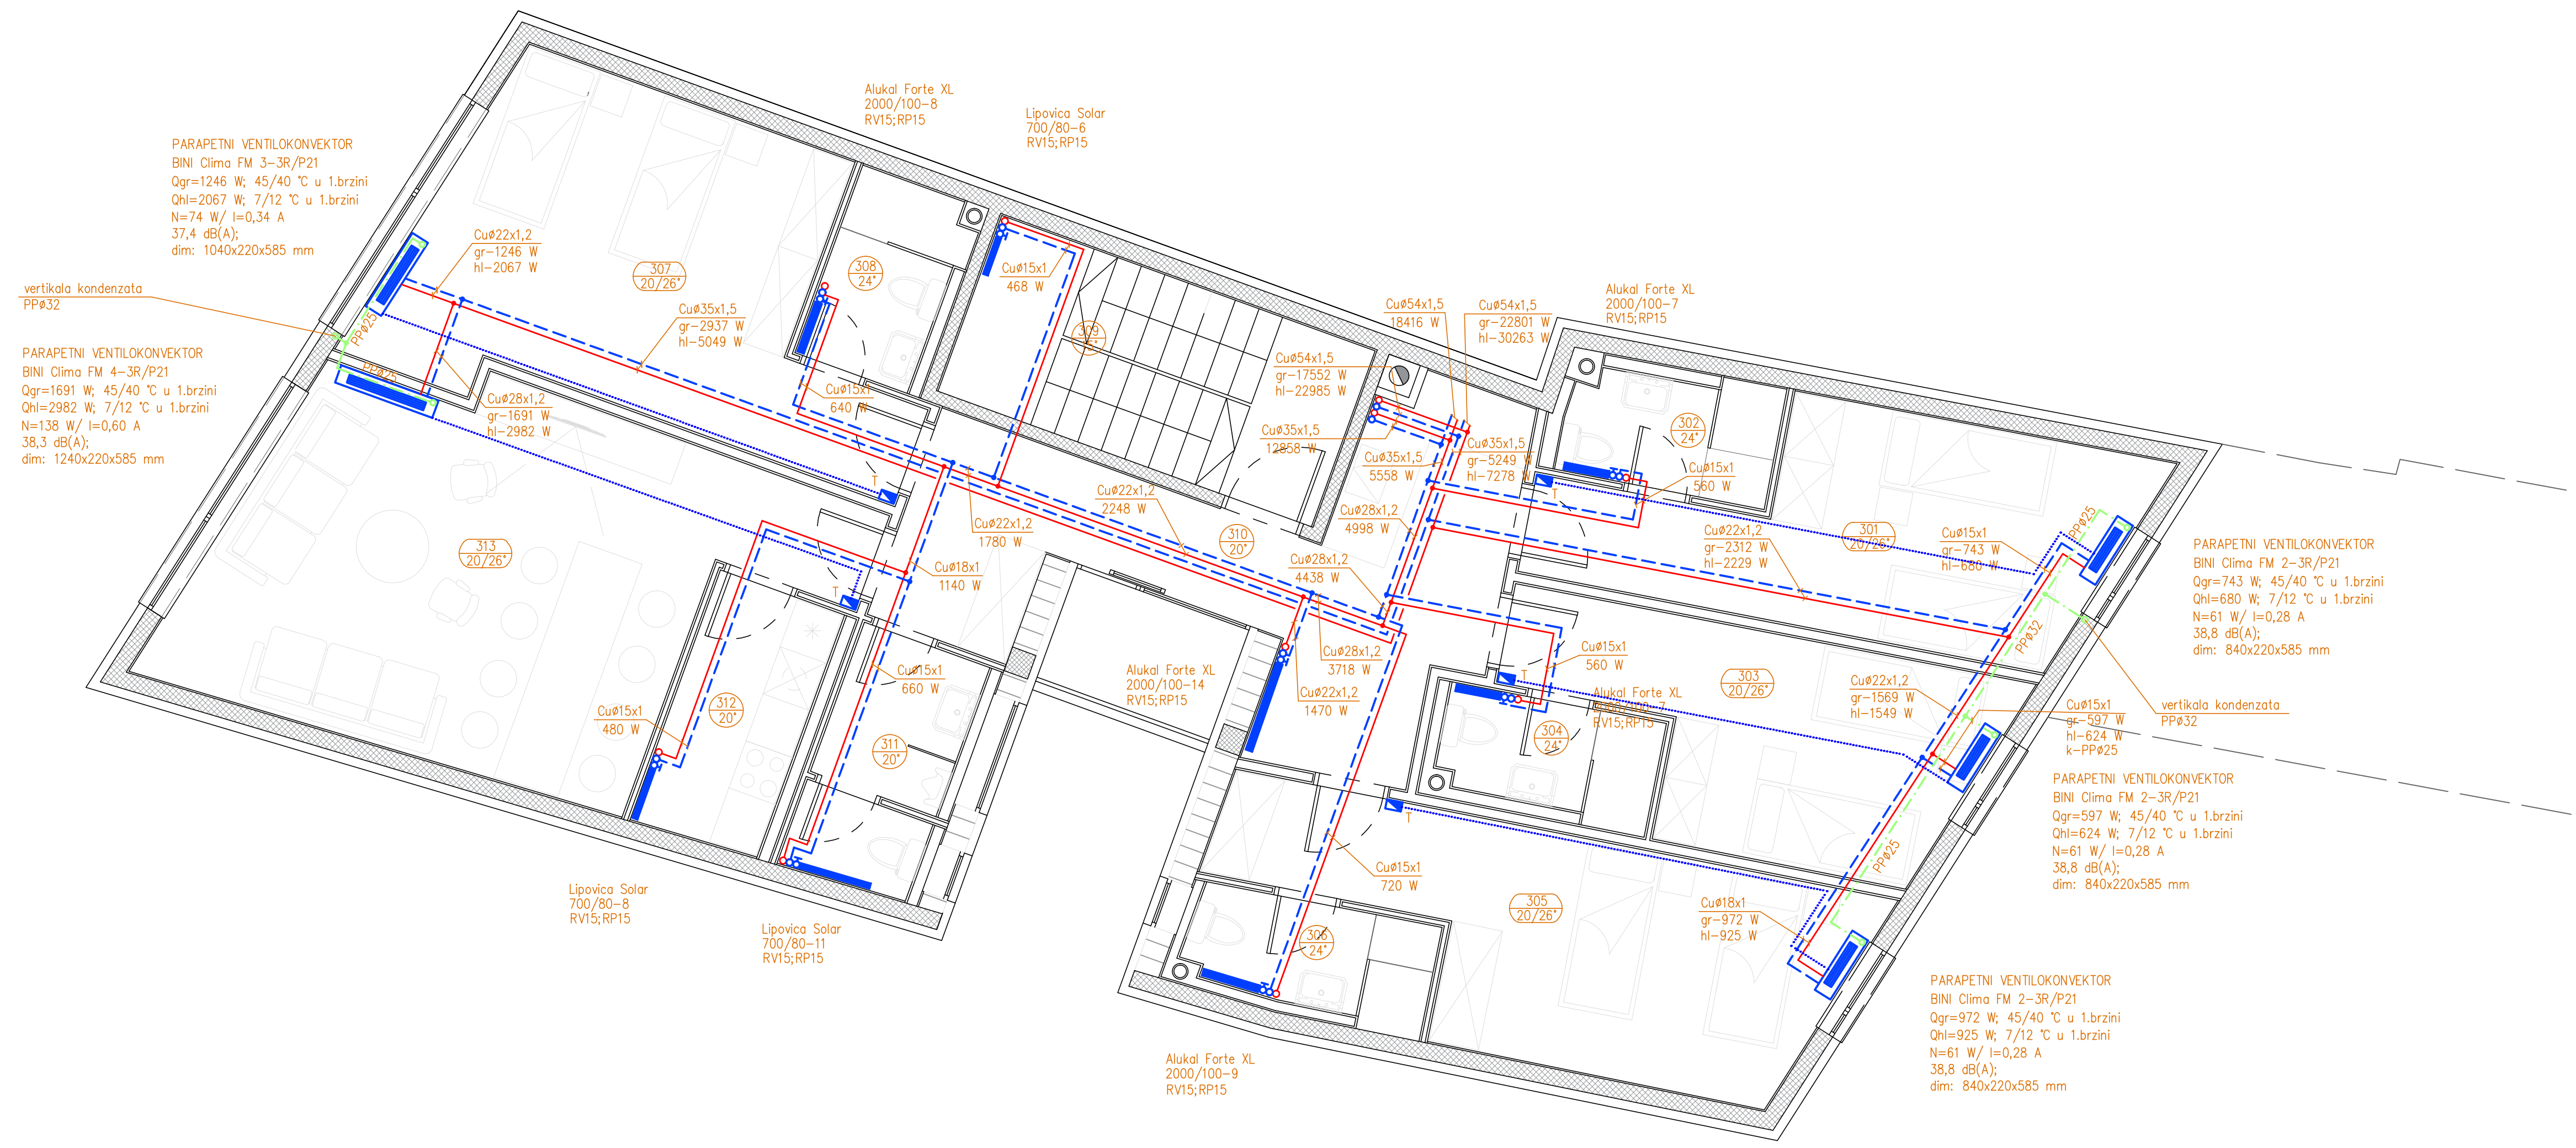 Alukal Forte XL
2000/100-8
RV15;RP15
Lipovica Solar
700/80-6
RV15;RP15
PARAPETNI VENTILOKONVEKTOR
BINI Clima FM 3-3R/P21
Qgr=1246 W; 45/40 °C u 1.brzini
Qhl=2067 W; 7/12 °C u 1.brzini
N=74 W/ I=0,34 A
37,4 dB(A);
dim: 1040x220x585 mm
vertikala kondenzata
PPø32
PARAPETNI VENTILOKONVEKTOR
BINI Clima FM 4-3R/P21
Qgr=1691 W; 45/40 °C u 1.brzini
Qhl=2982 W; 7/12 °C u 1.brzini
N=138 W/ I=0,60 A
38,3 dB(A);
dim: 1240x220x585 mm
PPø25
PPø25
Cuø22x1,2
gr-1246 W
hl-2067 W
Cuø28x1,2
gr-1691 W
hl-2982 W
307
20/26°
Cuø35x1,5
gr-2937 W
hl-5049 W
308
24°
Cuø15x1
640 W
Cuø15x1
468 W
309
Cuø54x1,5
18416 W
Cuø54x1,5
gr-22801 W
hl-30263 W
Cuø54x1,5
gr-17552 W
hl-22985 W
Cuø35x1,5
12858 W
Cuø35x1,5
5558 W
Cuø35x1,5
gr-5249 W
hl-7278 W
Alukal Forte XL
2000/100-7
RV15;RP15
302
24°
Cuø15x1
560 W
T
T
313
20/26°
T
Cuø22x1,2
1780 W
Cuø22x1,2
2248 W
310
20°
Cuø28x1,2
4998 W
Cuø28x1,2
4438 W
Cuø18x1
1140 W
Cuø22x1,2
gr-2312 W
hl-2229 W
301
20/26°
Cuø15x1
gr-743 W
hl-680 W
PPø25
PPø32
PARAPETNI VENTILOKONVEKTOR
BINI Clima FM 2-3R/P21
Qgr=743 W; 45/40 °C u 1.brzini
Qhl=680 W; 7/12 °C u 1.brzini
N=61 W/ I=0,28 A
38,8 dB(A);
dim: 840x220x585 mm
Cuø15x1
480 W
312
20°
Cuø15x1
660 W
311
20°
Alukal Forte XL
2000/100-14
RV15;RP15
Cuø28x1,2
3718 W
Cuø22x1,2
1470 W
Cuø15x1
560 W
T
Alukal Forte XL
RV15;RP15
304
24°
303
20/26°
Cuø22x1,2
gr-1569 W
hl-1549 W
Cuø15x1
gr-597 W
hl-624 W
k-PPø25
vertikala kondenzata
PPø32
PARAPETNI VENTILOKONVEKTOR
BINI Clima FM 2-3R/P21
Qgr=597 W; 45/40 °C u 1.brzini
Qhl=624 W; 7/12 °C u 1.brzini
N=61 W/ I=0,28 A
38,8 dB(A);
dim: 840x220x585 mm
T
PPø25
Lipovica Solar
700/80-8
RV15;RP15
Lipovica Solar
700/80-11
RV15;RP15
Cuø15x1
720 W
306
24°
305
20/26°
Cuø18x1
gr-972 W
hl-925 W
PARAPETNI VENTILOKONVEKTOR
BINI Clima FM 2-3R/P21
Qgr=972 W; 45/40 °C u 1.brzini
Qhl=925 W; 7/12 °C u 1.brzini
N=61 W/ I=0,28 A
38,8 dB(A);
dim: 840x220x585 mm
Alukal Forte XL
2000/100-9
RV15;RP15